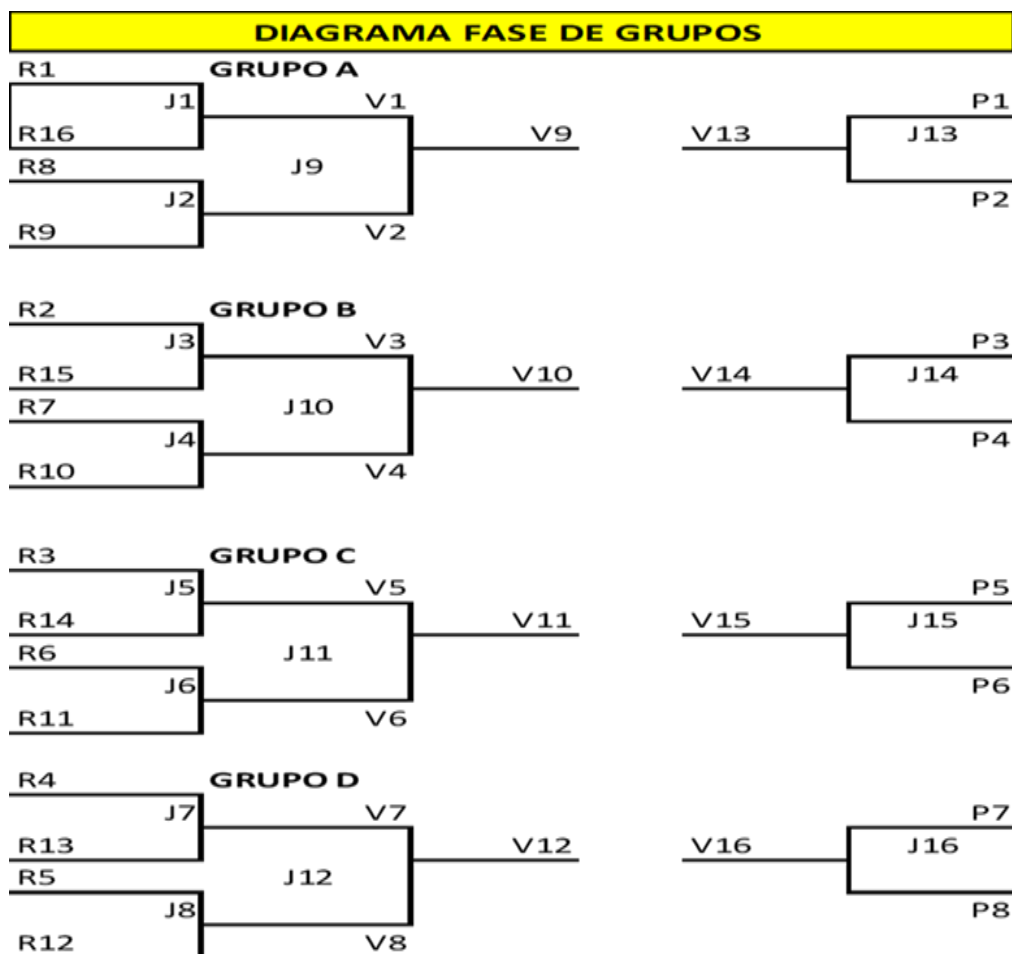 DIAGRAMA FASE DE GRUPOS
R1 GRUPO A
J1 V1 P1
R16 V9 V13 J13
R8 J9
J2 P2
R9 V2
R2 GRUPO B
J3 V3 P3
R15 V10 V14 J14
R7 J10
J4 P4
R10 V4
R3 GRUPO C
J5 V5 P5
R14 V11 V15 J15
R6 J11
J6 P6
R11 V6
R4 GRUPO D
J7 V7 P7
R13 V12 V16 J16
R5 J12
J8 P8
R12 V8